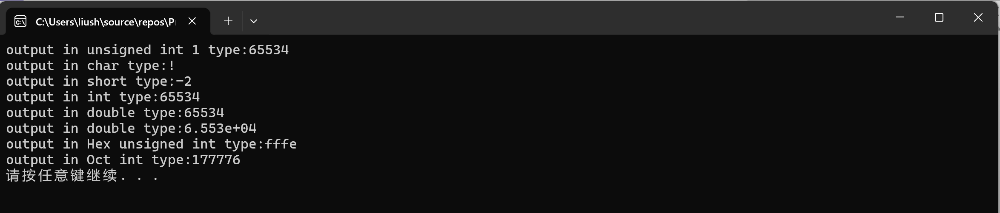 C:\Users\liush\source\repos\P
output in unsigned int 1 type:65534
output in char type:!
output in short type:-2
output in int type:65534
output in double type:65534
output in double type:6.553e+04
output in Hex unsigned int type:fffe
output in Oct int type:177776
请按任意键继续. . .